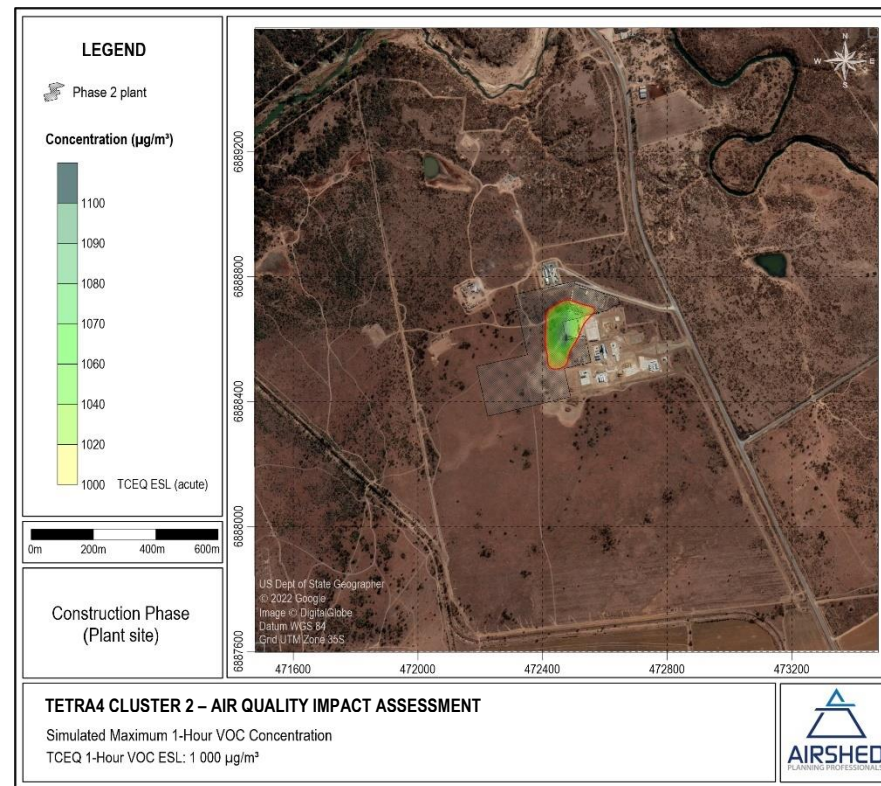 LEGEND
Phase 2 plant
Concentration (µg/m³)
1100
1090
1080
1070
1060
1040
1020
1000 TCEQ ESL (acute)
0m 200m 400m 600m
Construction Phase
(Plant site)
N
W E
S
6889200
6888800
6888400
6888000
6887600
US Dept of State Geographer
© 2022 Google
Image © DigitalGlobe
Datum WGS 84
Grid UTM Zone 35S
471600 472000 472400 472800 473200
TETRA4 CLUSTER 2 – AIR QUALITY IMPACT ASSESSMENT
Simulated Maximum 1-Hour VOC Concentration
TCEQ 1-Hour VOC ESL: 1 000 µg/m³
AIRSHED
PLANNING PROFESSIONALS